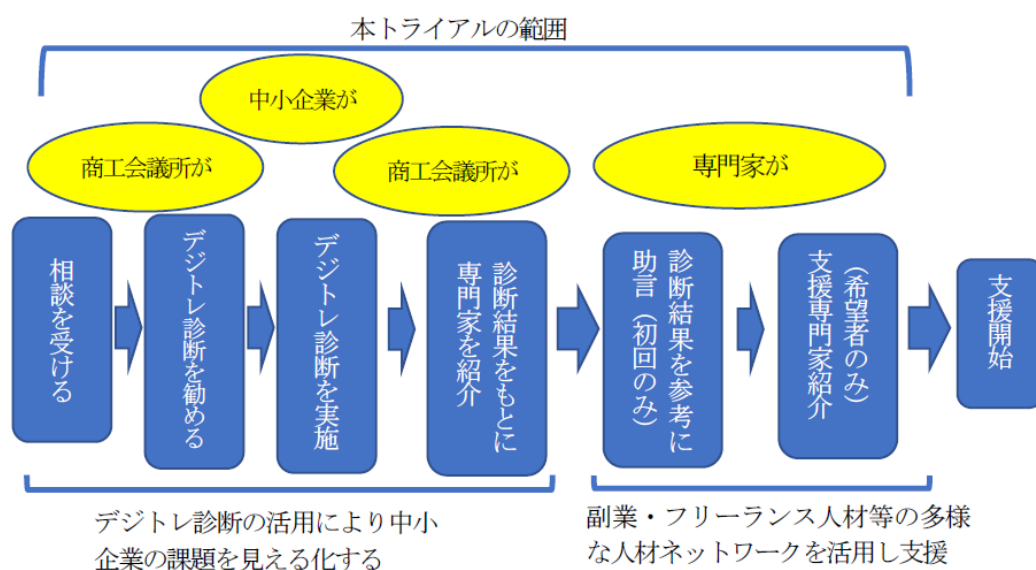 本トライアルの範囲
中小企業が
商工会議所が
商工会議所が
専門家が
相談を受ける
デジトレ診断を勧める
デジトレ診断を実施
診断結果をもとに
専門家を紹介
診断結果を参考に
助言（初回のみ）
（希望者のみ）
支援専門家紹介
支援開始
デジトレ診断の活用により中小
企業の課題を見える化する
副業・フリーランス人材等の多様
な人材ネットワークを活用し支援